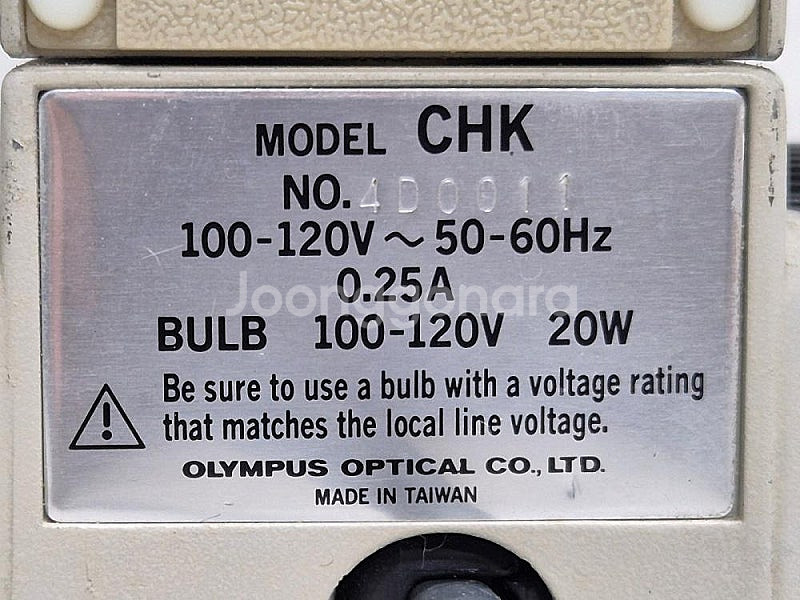 MODEL CHK
NO. 4D0011
100-120V ~ 50-60Hz
0.25A
Joonggonara
BULB 100-120V 20W
Be sure to use a bulb with a voltage rating
that matches the local line voltage.
OLYMPUS OPTICAL CO., LTD.
MADE IN TAIWAN